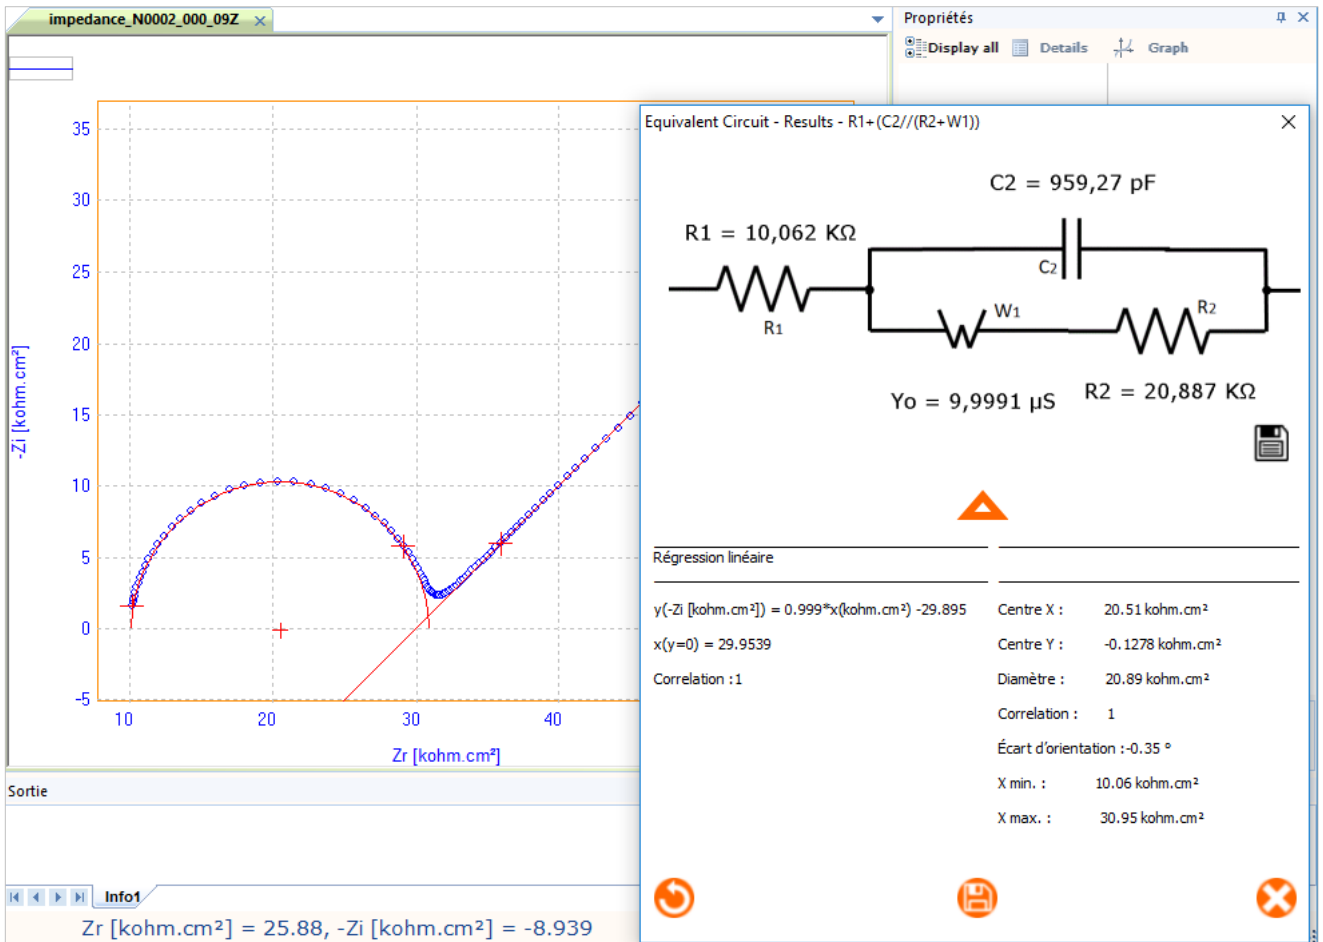 impedance_N0002_000_09Z
Propriétés
Display all Details Graph
Equivalent Circuit - Results - R1+(C2//(R2+W1))
C2 = 959,27 pF
R1 = 10,062 KΩ
C2
R1
W1
R2
Yo = 9,9991 µS
R2 = 20,887 KΩ
35
30
25
20
15
10
5
0
-5
-Zi [kohm.cm²]
10 20 30 40
Zr [kohm.cm²]
Régression linéaire
y(-Zi [kohm.cm²]) = 0.999*x(kohm.cm²) -29.895
x(y=0) = 29.9539
Correlation :1
Centre X : 20.51 kohm.cm²
Centre Y : -0.1278 kohm.cm²
Diamètre : 20.89 kohm.cm²
Correlation : 1
Écart d'orientation :-0.35 °
X min. : 10.06 kohm.cm²
X max. : 30.95 kohm.cm²
Sortie
Info1
Zr [kohm.cm²] = 25.88, -Zi [kohm.cm²] = -8.939